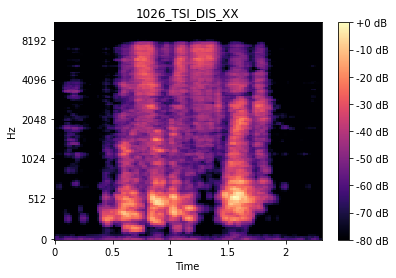 1026_TSI_DIS_XX
+0 dB
8192
-10 dB
4096
-20 dB
-30 dB
2048
Hz
-40 dB
1024
-50 dB
512
-60 dB
-70 dB
0
-80 dB
0 0.5 1 1.5 2
Time